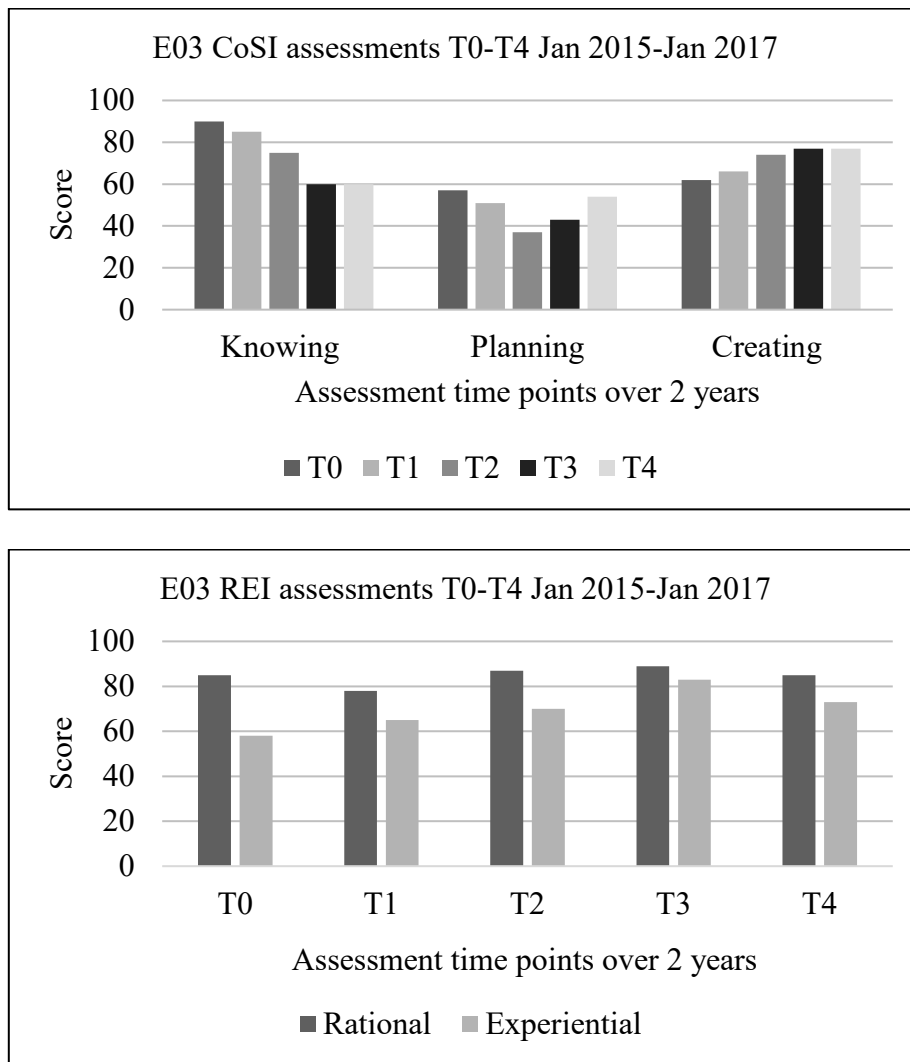 E03 CoSI assessments T0-T4 Jan 2015-Jan 2017
100
80
60
40
20
0
Score
Knowing Planning Creating
Assessment time points over 2 years
T0 T1 T2 T3 T4
E03 REI assessments T0-T4 Jan 2015-Jan 2017
100
80
60
40
20
0
Score
T0 T1 T2 T3 T4
Assessment time points over 2 years
Rational Experiential